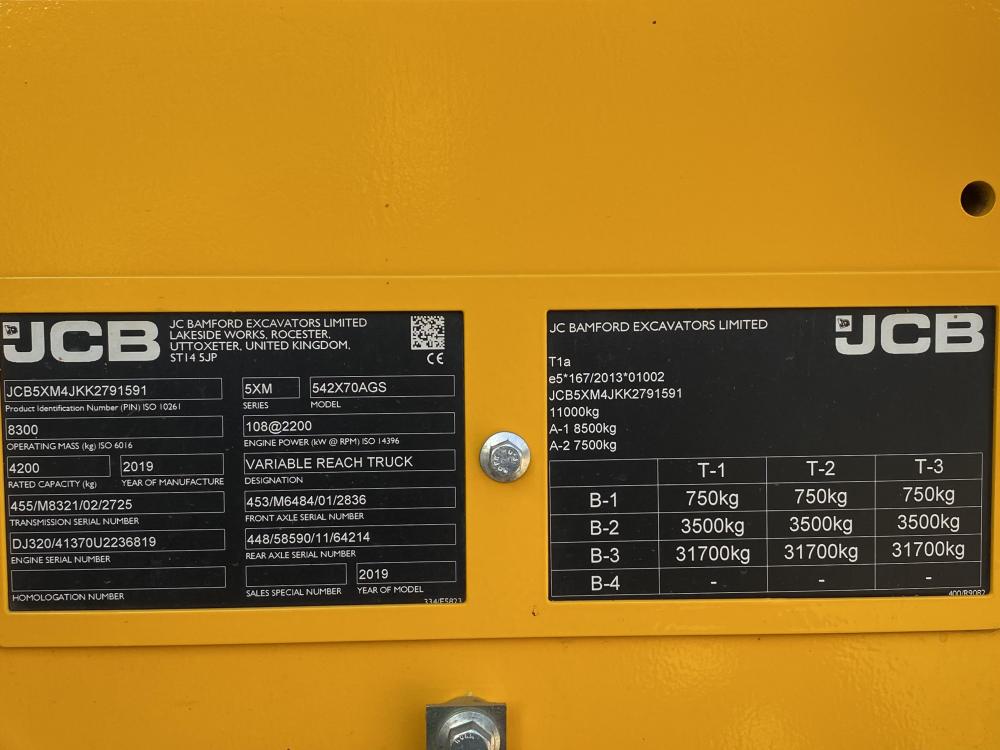 JCB
JC BAMFORD EXCAVATORS LIMITED
LAKESIDE WORKS, ROCESTER,
UTTOXETER, UNITED KINGDOM,
ST14 5JP
CE
JCB5XM4JKK2791591
Product Identification Number (PIN) ISO 10261
5XM
SERIES
542X70AGS
MODEL
8300
OPERATING MASS (kg) ISO 6016
108@2200
ENGINE POWER (kW @ RPM) ISO 14396
4200
RATED CAPACITY (kg)
2019
YEAR OF MANUFACTURE
VARIABLE REACH TRUCK
DESIGNATION
455/M8321/02/2725
TRANSMISSION SERIAL NUMBER
453/M6484/01/2836
FRONT AXLE SERIAL NUMBER
DJ320/41370U2236819
ENGINE SERIAL NUMBER
448/58590/11/64214
REAR AXLE SERIAL NUMBER
HOMOLOGATION NUMBER
SALES SPECIAL NUMBER
2019
YEAR OF MODEL
334/E5823
JC BAMFORD EXCAVATORS LIMITED
JCB
T1a
e5*167/2013*01002
JCB5XM4JKK2791591
11000kg
A-1 8500kg
A-2 7500kg
T-1 T-2 T-3
B-1 750kg 750kg 750kg
B-2 3500kg 3500kg 3500kg
B-3 31700kg 31700kg 31700kg
B-4 - - -
400/R9082